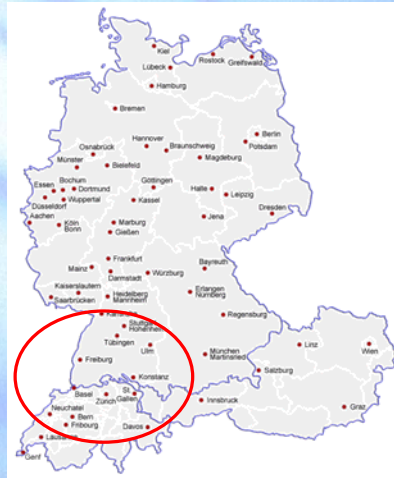 Kiel
Rostock
Greifswald
Lübeck
Hamburg
Bremen
Berlin
Potsdam
Hannover
Braunschweig
Magdeburg
Osnabrück
Münster
Bielefeld
Göttingen
Bochum
Essen
Dortmund
Wuppertal
Düsseldorf
Kassel
Halle
Leipzig
Dresden
Aachen
Köln
Bonn
Marburg
Gießen
Jena
Frankfurt
Mainz
Darmstadt
Würzburg
Bayreuth
Kaiserslautern
Saarbrücken
Heidelberg
Mannheim
Erlangen
Nürnberg
Karlsruhe
Regensburg
Stuttgart
Hohenheim
Tübingen
Ulm
Freiburg
München
Martinsried
Linz
Wien
Salzburg
Konstanz
Basel
Zürich
St.
Gallen
Innsbruck
Graz
Neuchatel
Bern
Fribourg
Lausanne
Davos
Genf